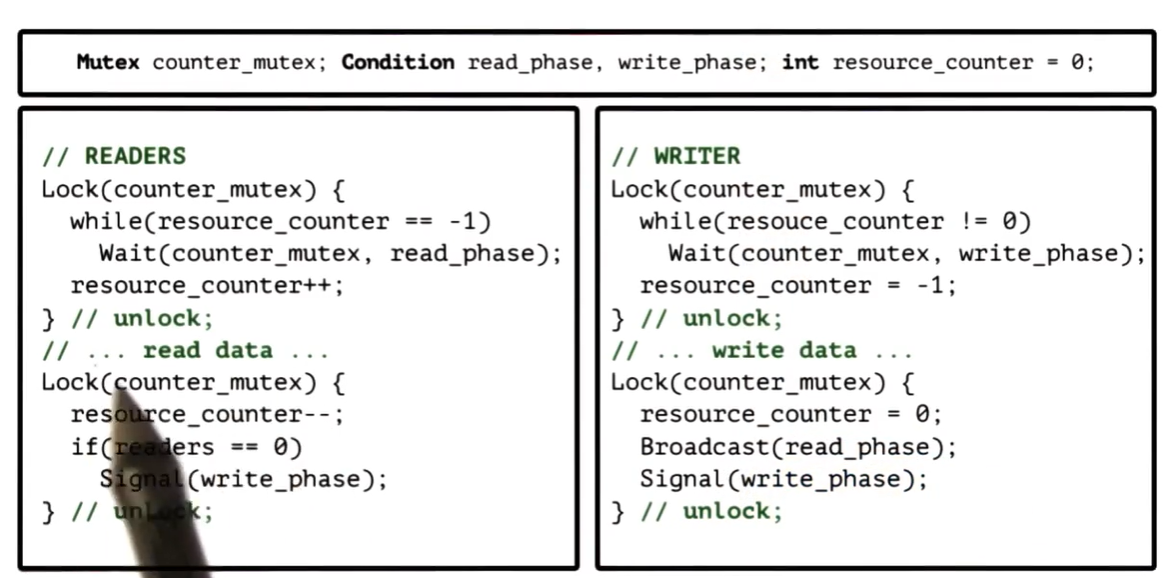 Mutex counter_mutex; Condition read_phase, write_phase; int resource_counter = 0;
// READERS
Lock(counter_mutex) {
while(resource_counter == -1)
Wait(counter_mutex, read_phase);
resource_counter++;
} // unlock;
// ... read data ...
Lock(counter_mutex) {
resource_counter--;
if(readers == 0)
Signal(write_phase);
} // unlock;
// WRITER
Lock(counter_mutex) {
while(resouce_counter != 0)
Wait(counter_mutex, write_phase);
resource_counter = -1;
} // unlock;
// ... write data ...
Lock(counter_mutex) {
resource_counter = 0;
Broadcast(read_phase);
Signal(write_phase);
} // unlock;